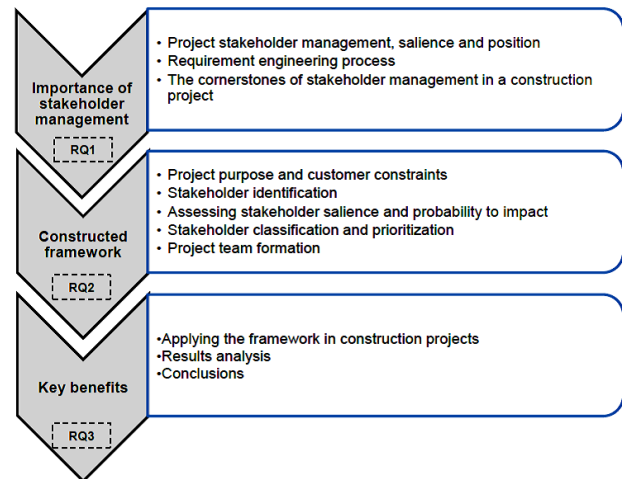 Importance of
stakeholder
management
RQ1
• Project stakeholder management, salience and position
• Requirement engineering process
• The cornerstones of stakeholder management in a construction
project
Constructed
framework
RQ2
• Project purpose and customer constraints
• Stakeholder identification
• Assessing stakeholder salience and probability to impact
• Stakeholder classification and prioritization
• Project team formation
Key benefits
RQ3
•Applying the framework in construction projects
•Results analysis
•Conclusions